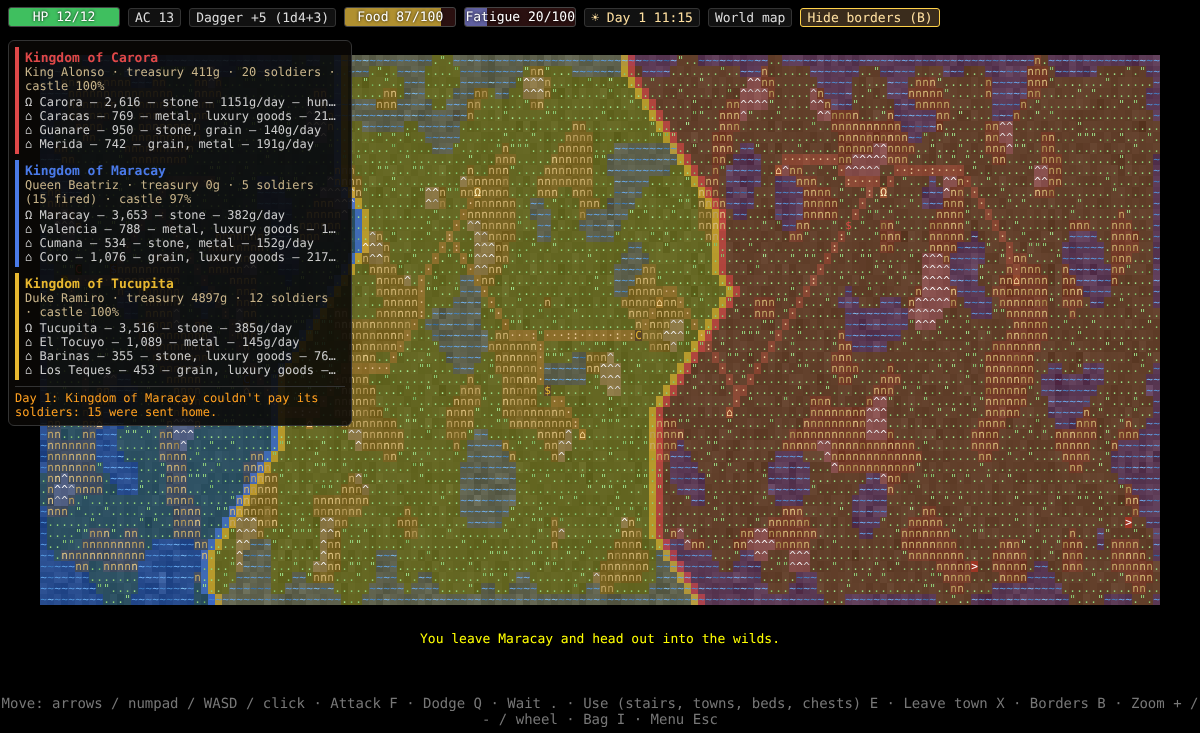 HP 12/12 AC 13 Dagger +5 (1d4+3) Food 87/100 Fatigue 20/100 ☀ Day 1 11:15 World map Hide borders (B)
Kingdom of Carora
King Alonso · treasury 411g · 20 soldiers ·
castle 100%
Ω Carora — 2,616 — stone — 1151g/day — hun…
⌂ Caracas — 769 — metal, luxury goods — 21…
⌂ Guanare — 950 — stone, grain — 140g/day
⌂ Merida — 742 — grain, metal — 191g/day
Kingdom of Maracay
Queen Beatriz · treasury 0g · 5 soldiers
(15 fired) · castle 97%
Ω Maracay — 3,653 — stone — 382g/day
⌂ Valencia — 788 — metal, luxury goods — 1…
⌂ Cumana — 534 — stone, metal — 152g/day
⌂ Coro — 1,076 — grain, luxury goods — 217…
Kingdom of Tucupita
Duke Ramiro · treasury 4897g · 12 soldiers
· castle 100%
Ω Tucupita — 3,516 — stone — 385g/day
⌂ El Tocuyo — 1,089 — metal — 145g/day
⌂ Barinas — 355 — stone, luxury goods — 76…
⌂ Los Teques — 453 — grain, luxury goods —…
Day 1: Kingdom of Maracay couldn't pay its
soldiers: 15 were sent home.
You leave Maracay and head out into the wilds.
Move: arrows / numpad / WASD / click · Attack F · Dodge Q · Wait . · Use (stairs, towns, beds, chests) E · Leave town X · Borders B · Zoom + /
- / wheel · Bag I · Menu Esc